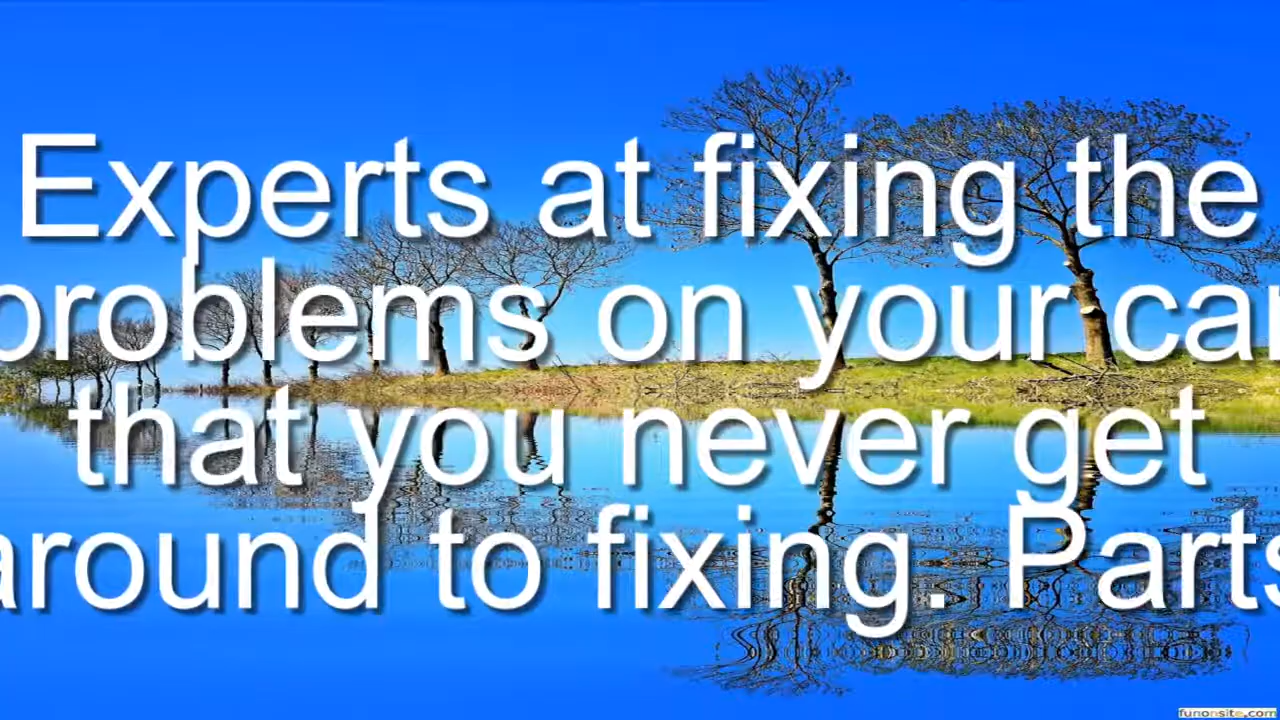 Experts at fixing the
problems on your car
that you never get
around to fixing. Parts
funonsite.com